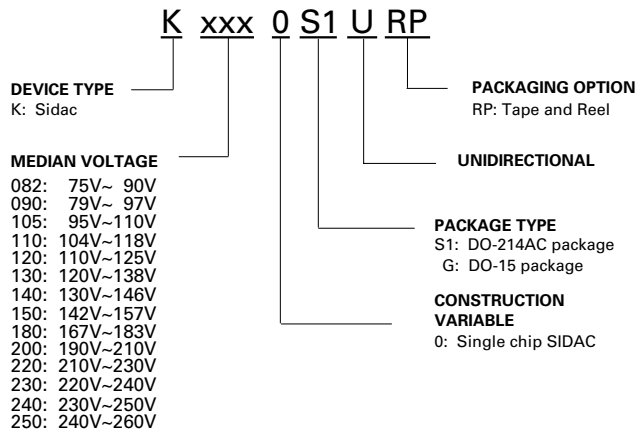 K xxx 0 S1 U RP
DEVICE TYPE
K: Sidac
MEDIAN VOLTAGE
082: 75V~ 90V
090: 79V~ 97V
105: 95V~110V
110: 104V~118V
120: 110V~125V
130: 120V~138V
140: 130V~146V
150: 142V~157V
180: 167V~183V
200: 190V~210V
220: 210V~230V
230: 220V~240V
240: 230V~250V
250: 240V~260V
PACKAGING OPTION
RP: Tape and Reel
UNIDIRECTIONAL
PACKAGE TYPE
S1: DO-214AC package
G: DO-15 package
CONSTRUCTION
VARIABLE
0: Single chip SIDAC